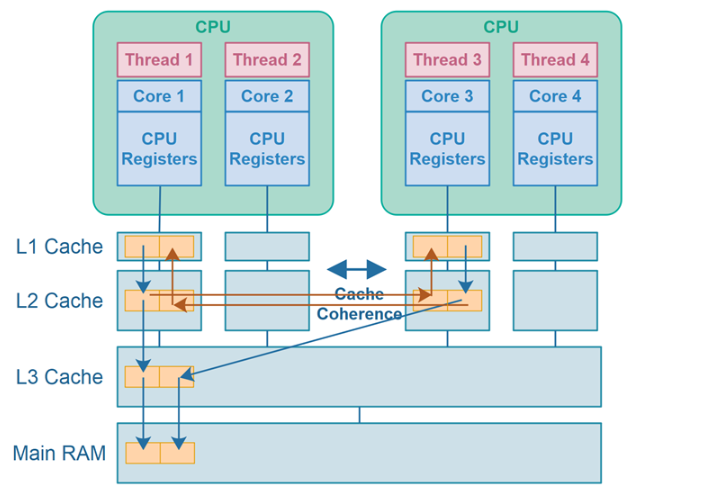 CPU
CPU
Thread 1
Thread 2
Thread 3
Thread 4
Core 1
Core 2
Core 3
Core 4
CPU
Registers
CPU
Registers
CPU
Registers
CPU
Registers
L1 Cache
L2 Cache
Cache
Coherence
L3 Cache
Main RAM